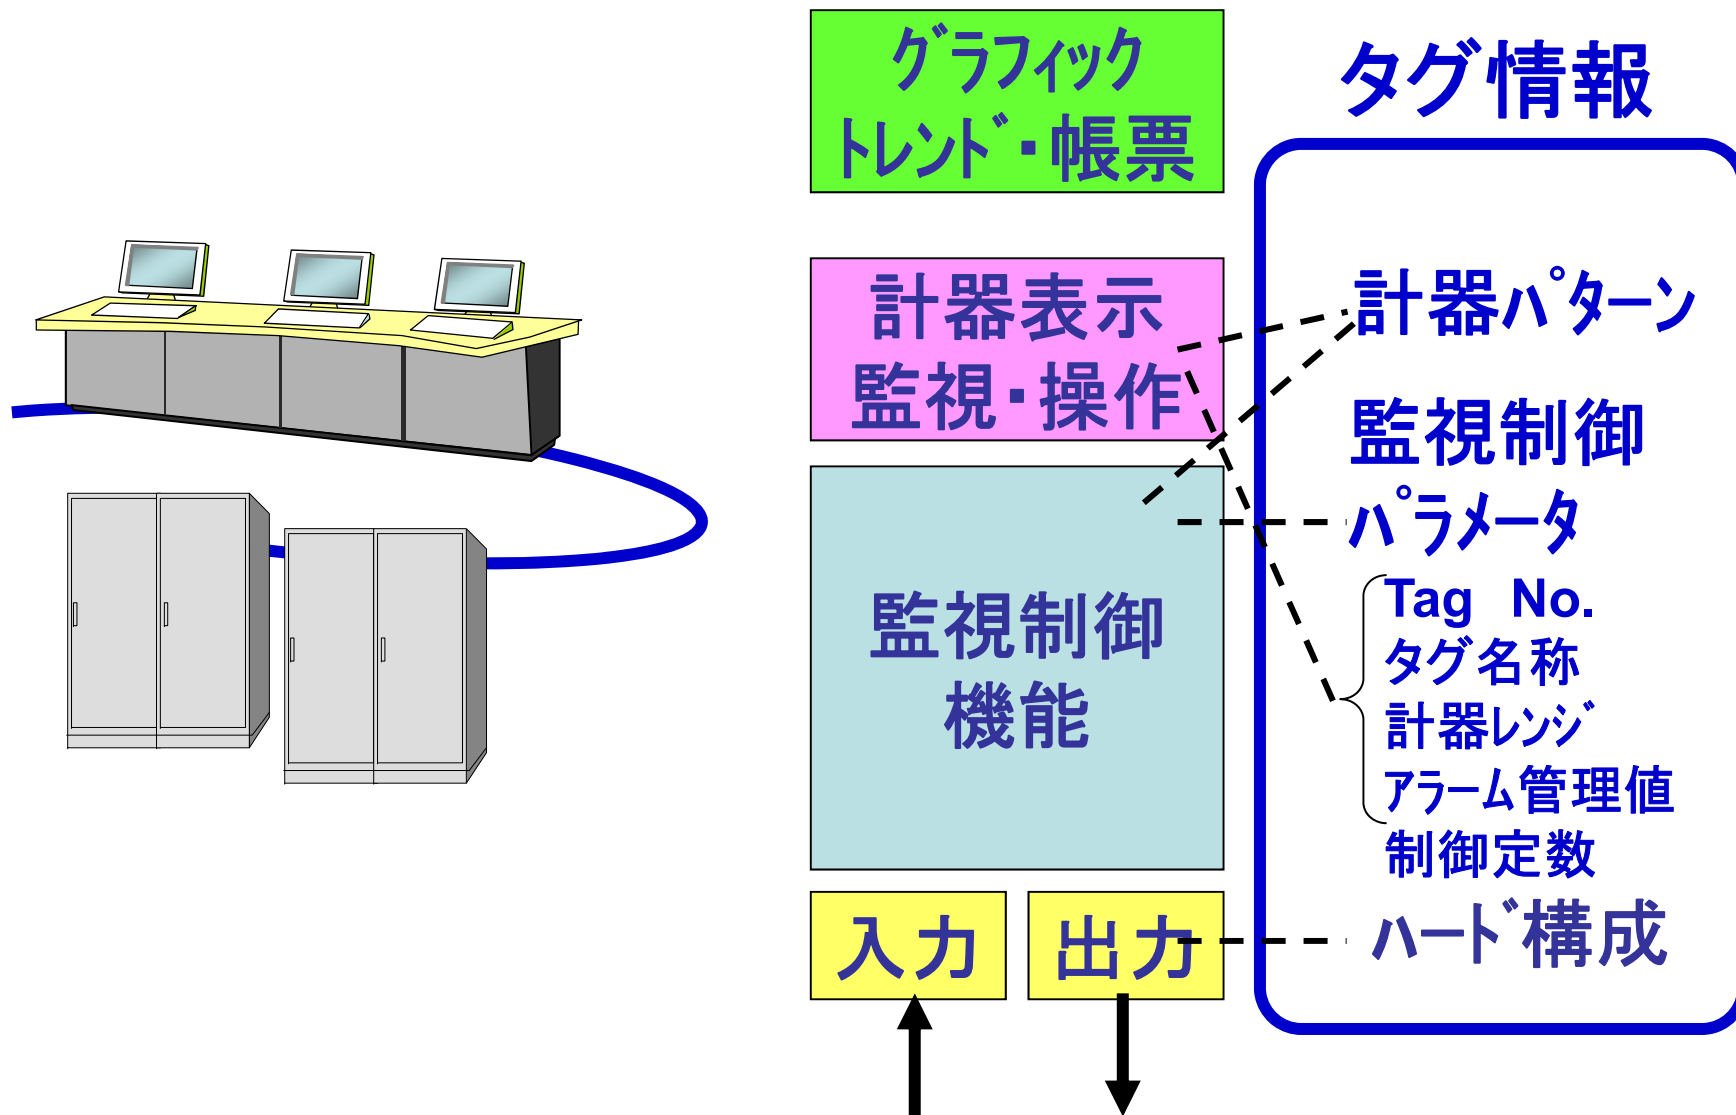 ｸﾞﾗﾌｨｯｸ
ﾄﾚﾝﾄﾞ・帳票
計器表示
監視・操作
監視制御
機能
入力
出力
タグ情報
計器ﾊﾟﾀｰﾝ
監視制御
ﾊﾟﾗﾒｰﾀ
Tag No.
タグ名称
計器ﾚﾝｼﾞ
ｱﾗｰﾑ管理値
制御定数
ﾊｰﾄﾞ構成